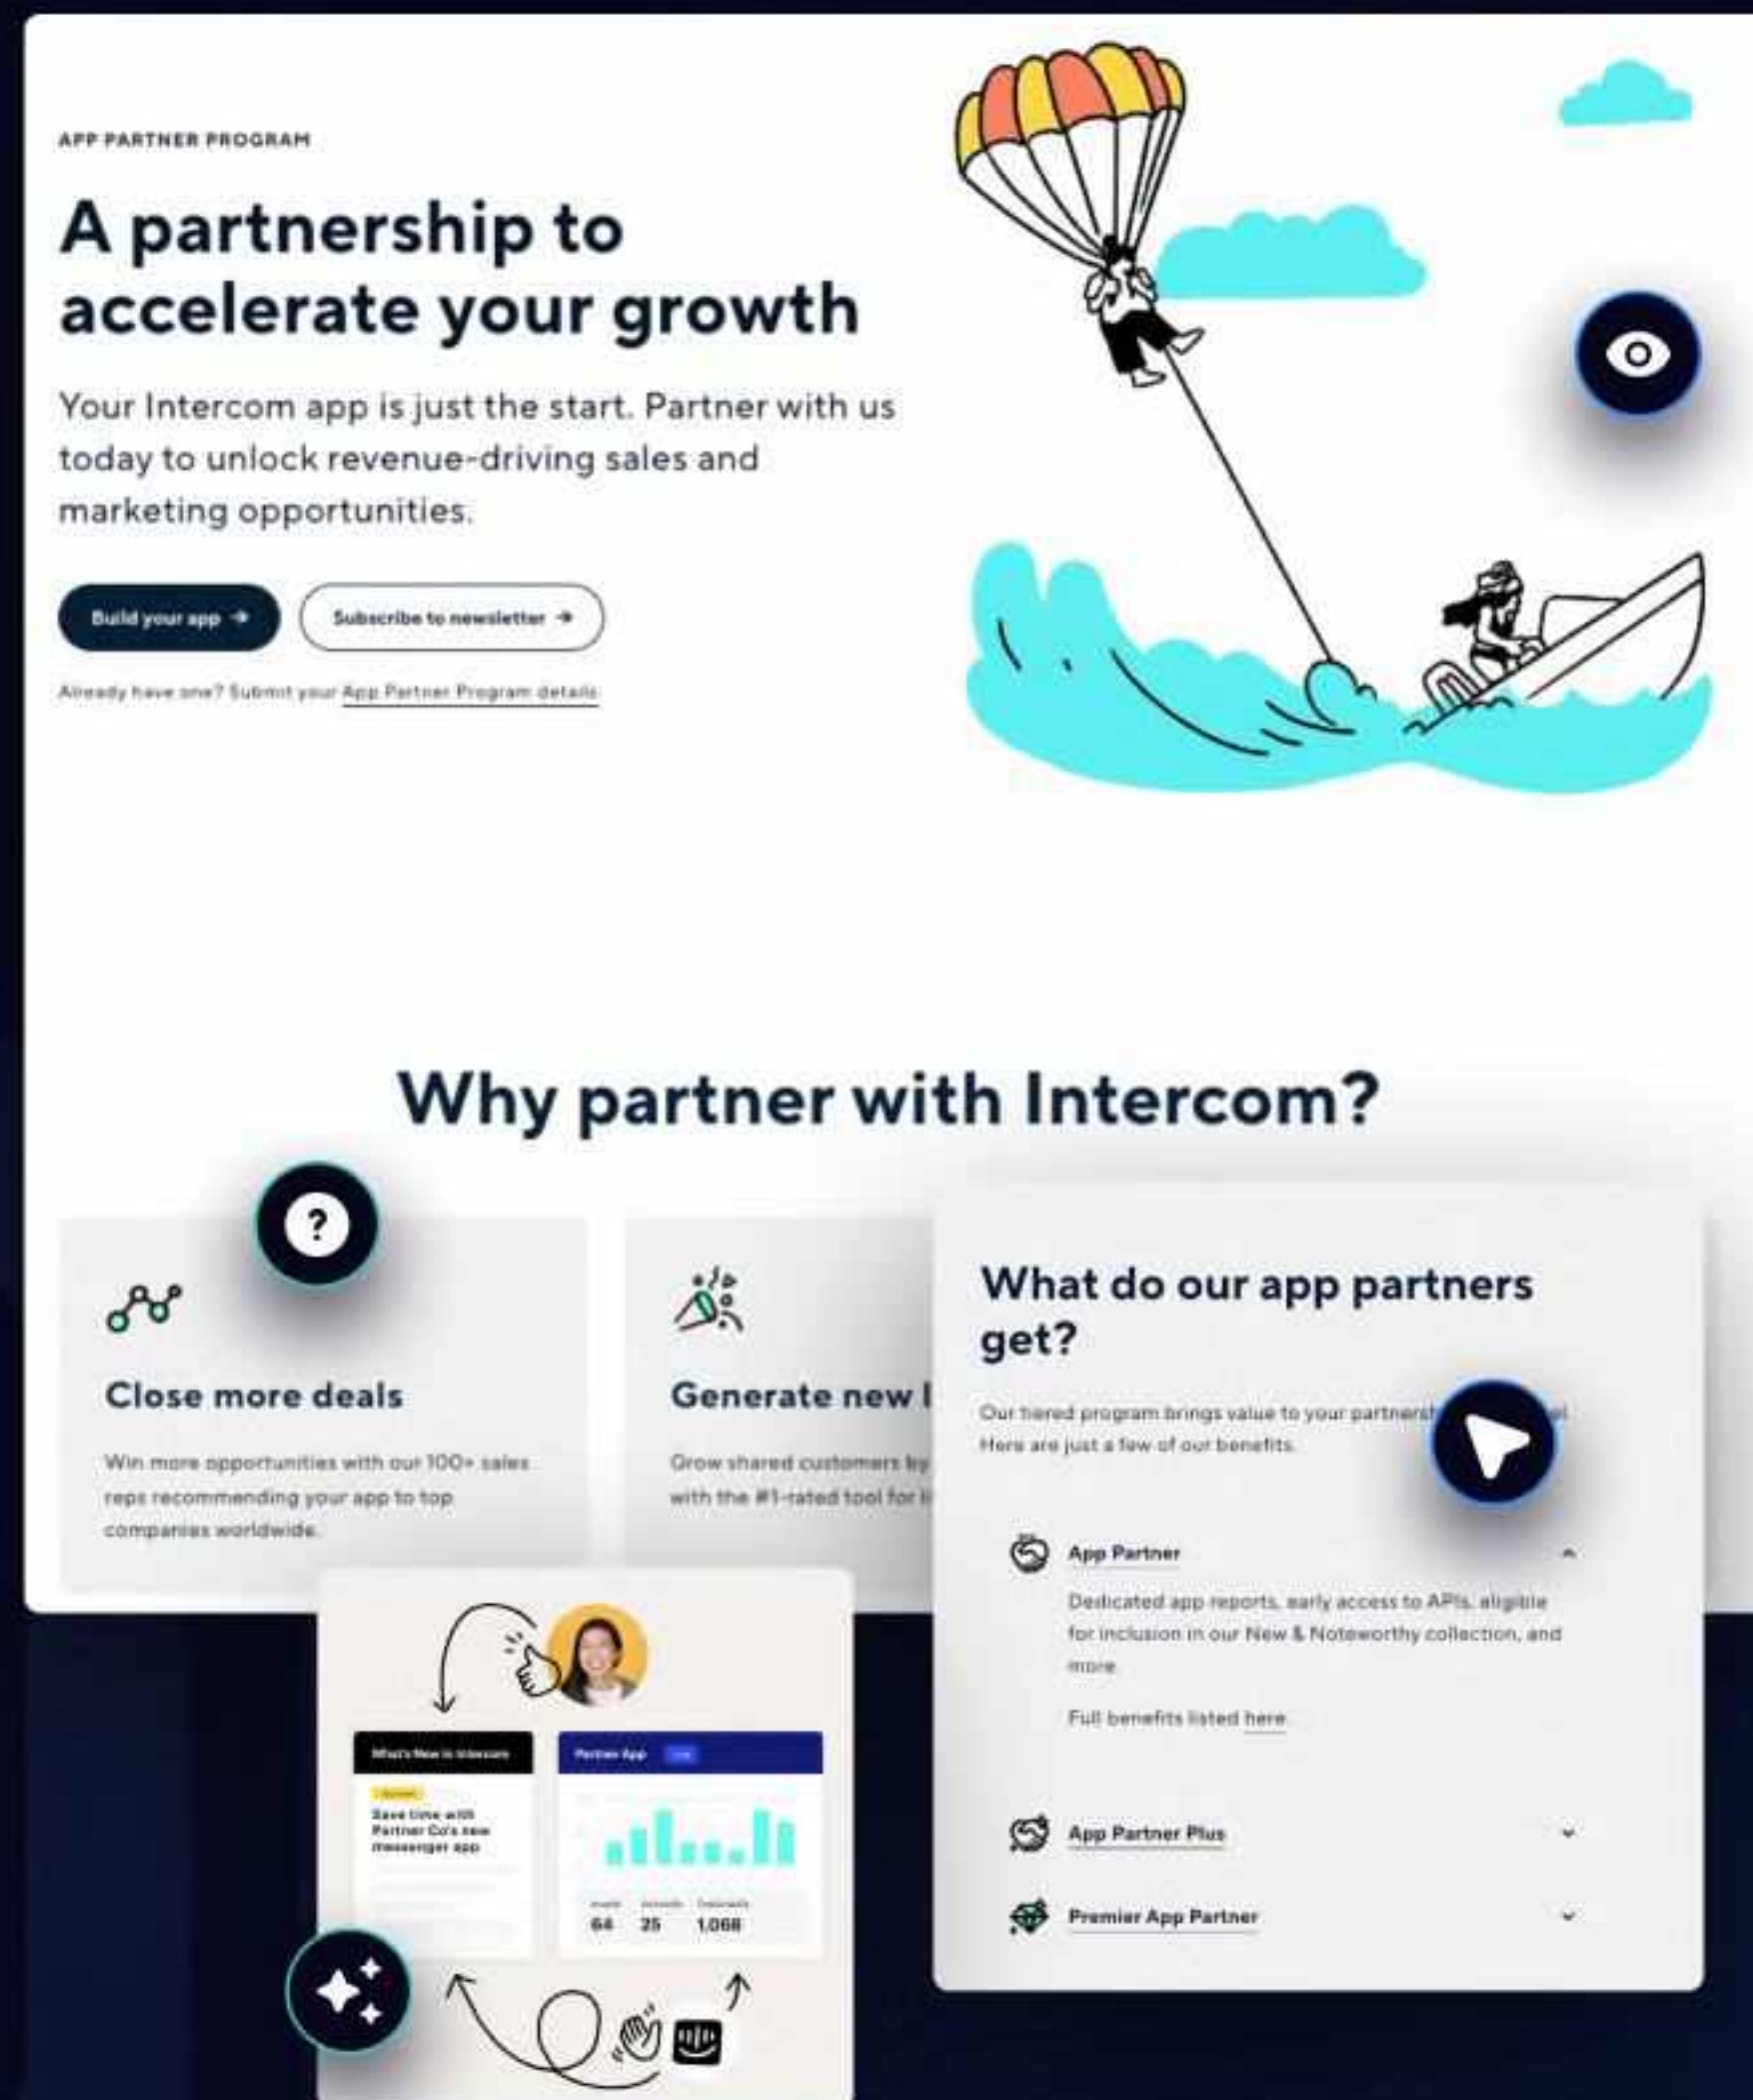 APP PARTNER PROGRAM
A partnership to
accelerate your growth
Your Intercom app is just the start. Partner with us
today to unlock revenue-driving sales and
marketing opportunities.
Build your app →
Subscribe to newsletter →
Already have one? Submit your App Partner Program details
Why partner with Intercom?
?
Close more deals
Win more opportunities with our 100+ sales
reps recommending your app to top
companies worldwide.
Generate new
Grow shared customers by
with the #1-rated tool for
What do our app partners
get?
Our tiered program brings value to your
Here are just a few of our benefits.
App Partner
Dedicated app reports, early access to APIs, eligible
for inclusion in our New & Noteworthy collection, and
more.
Full benefits listed here.
App Partner Plus
Premier App Partner
What's New in Intercom
Save time with
Partner Co's new
messenger app
Partner App
64 25 1,068